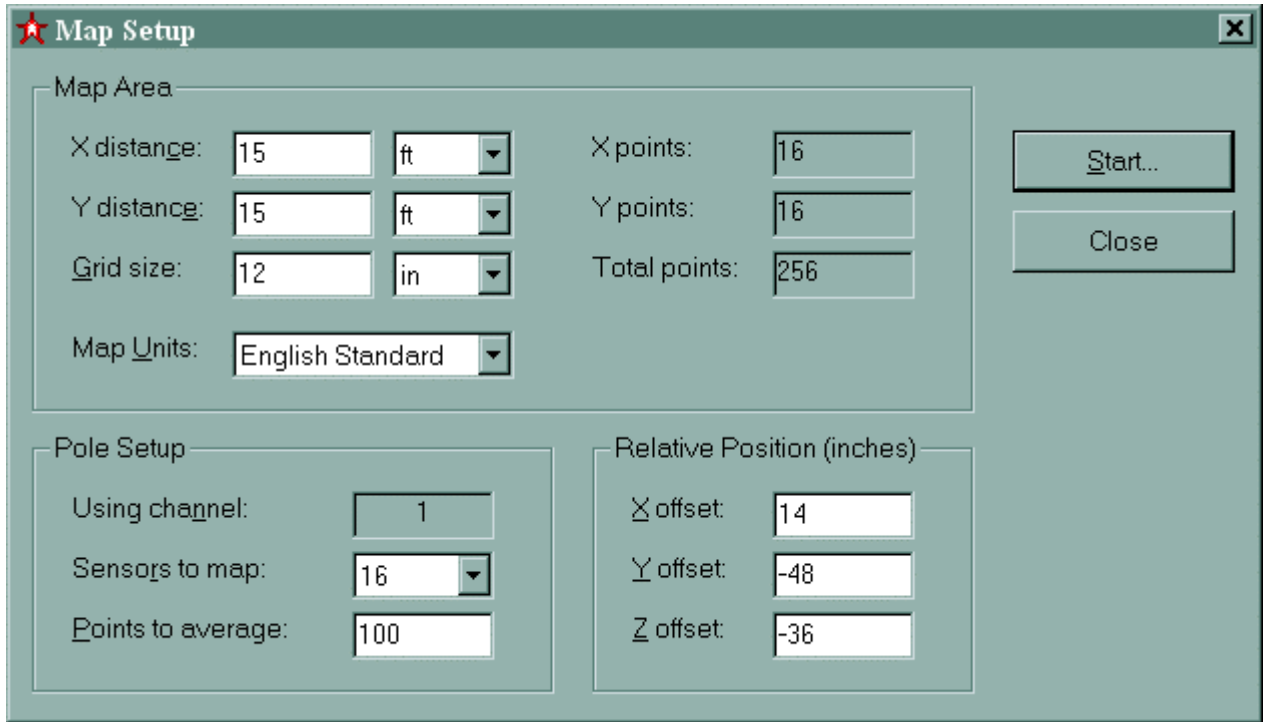 Map Setup
Map Area
X distance: 15 ft X points: 16
Start...
Y distance: 15 ft Y points: 16
Close
Grid size: 12 in Total points: 256
Map Units: English Standard
Pole Setup
Using channel: 1
Sensors to map: 16
Points to average: 100
Relative Position (inches)
X offset: 14
Y offset: -48
Z offset: -36